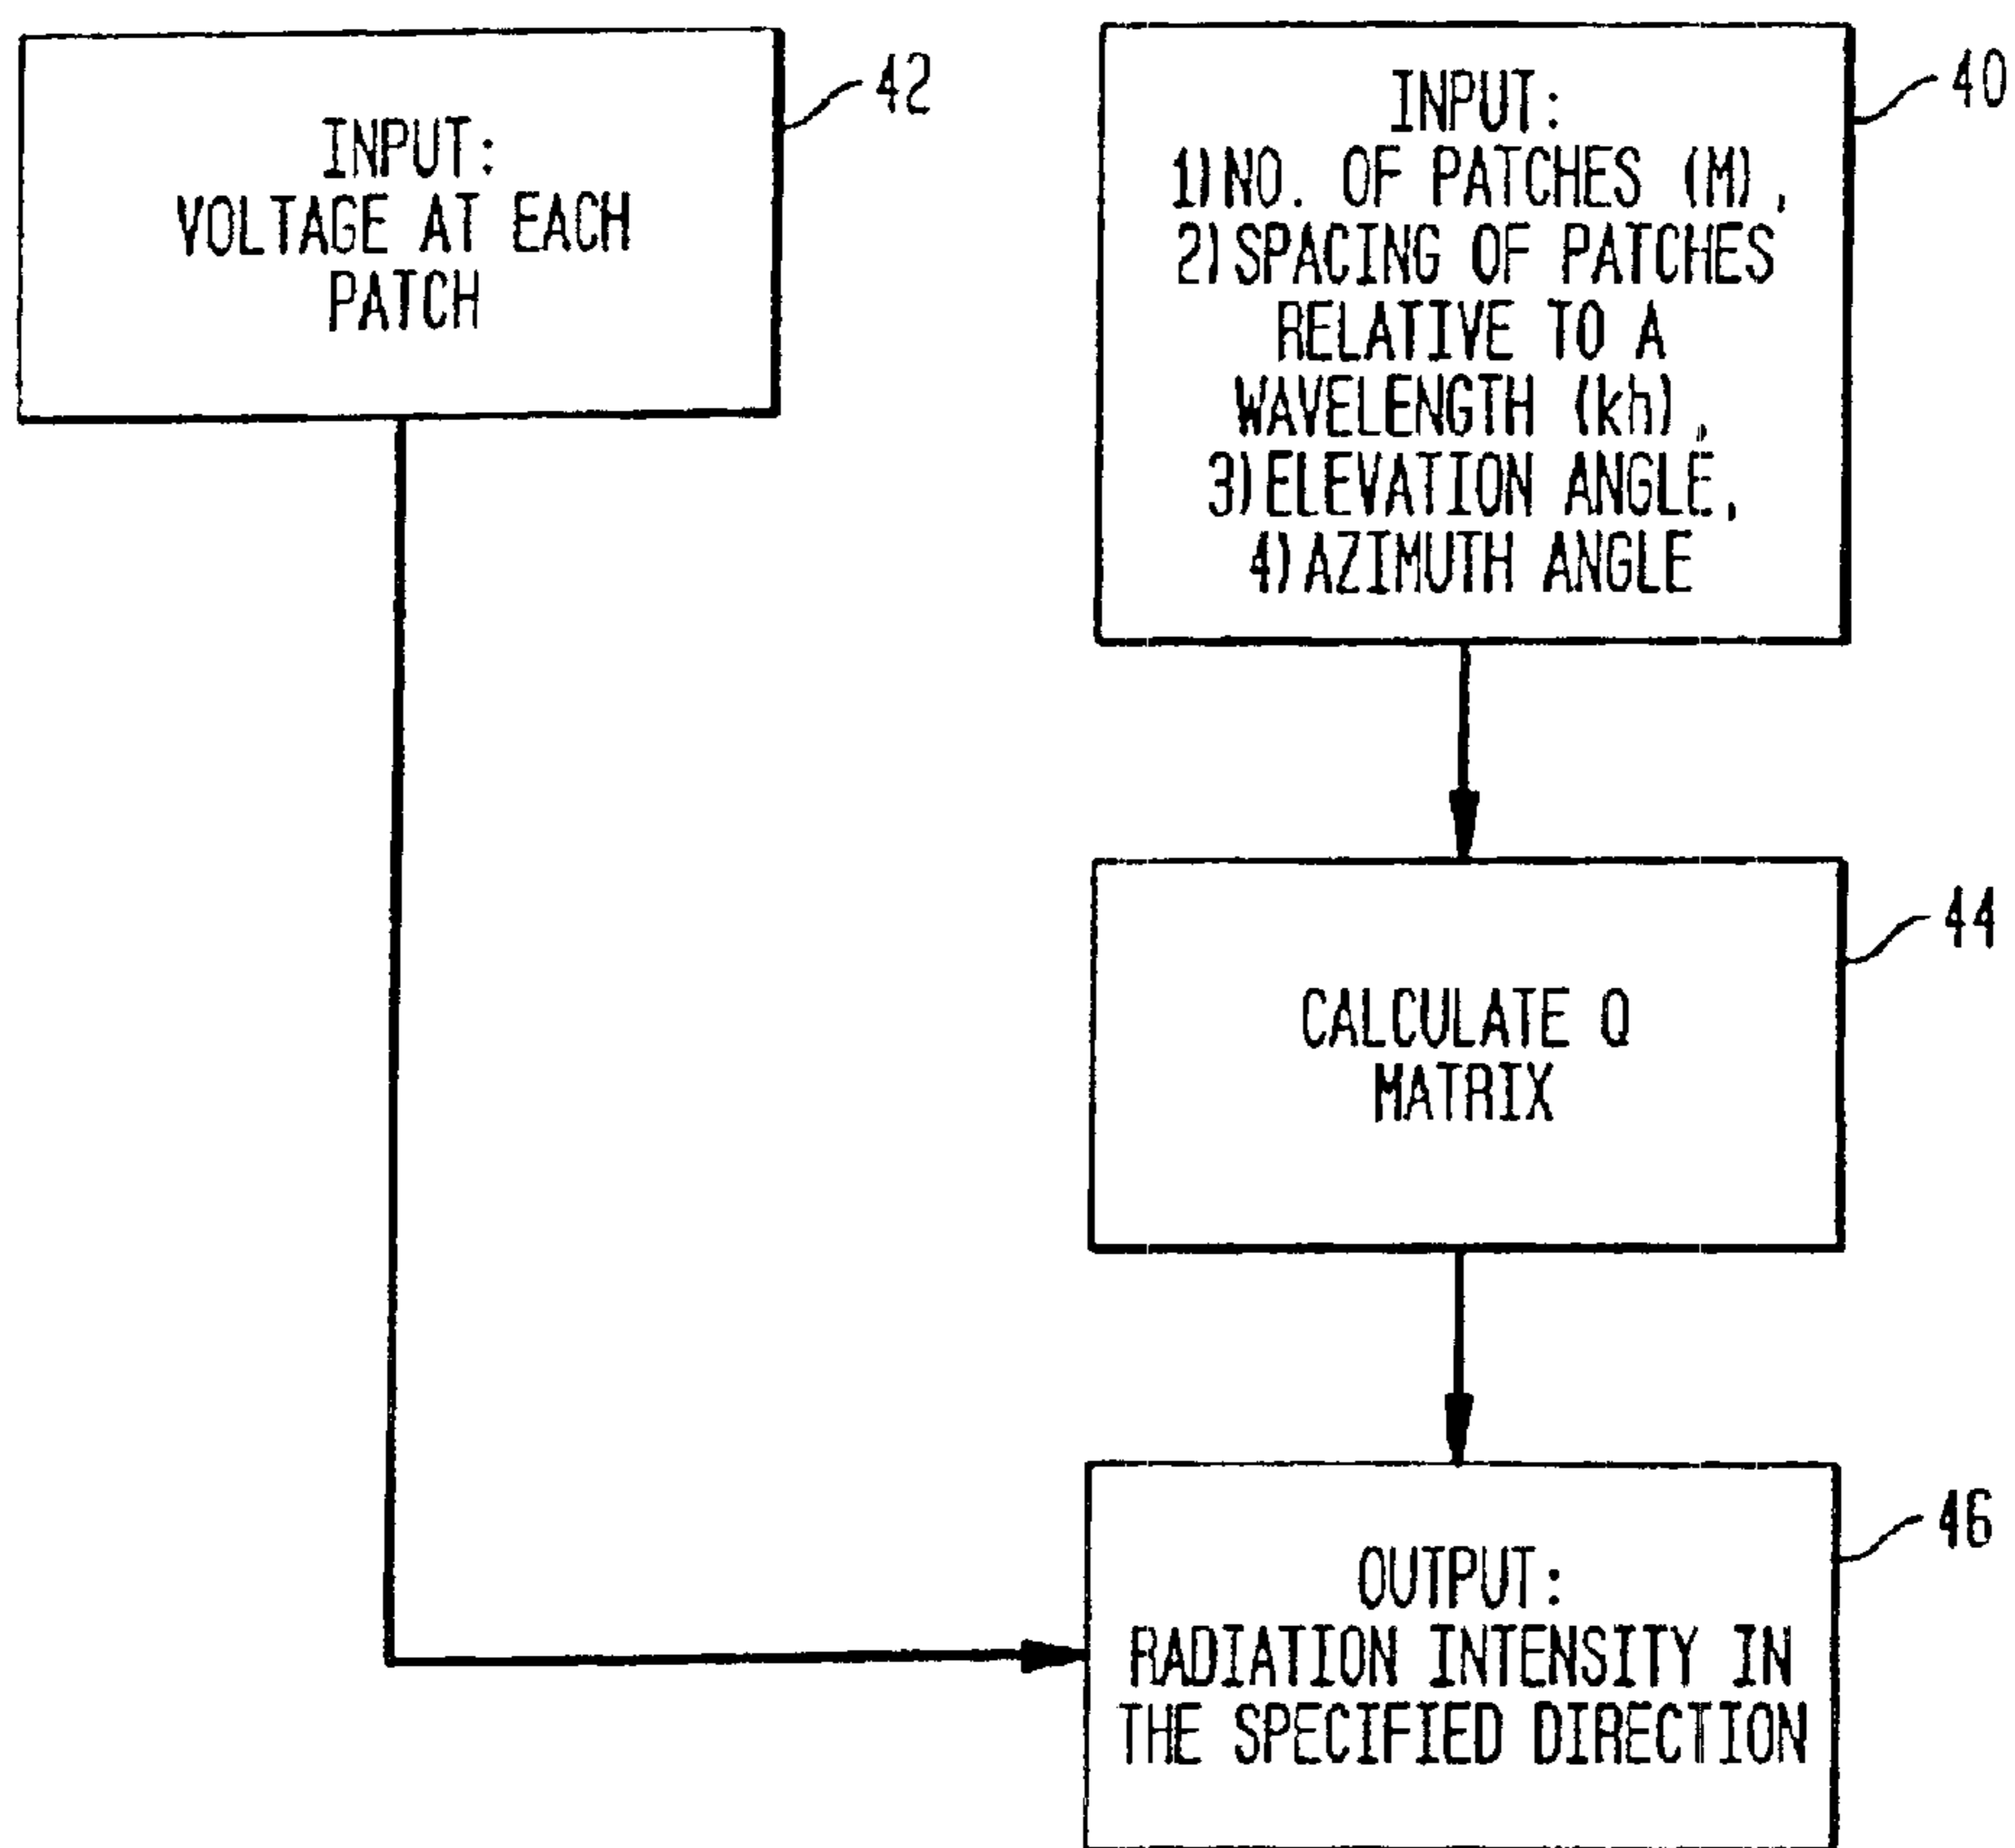 INPUT:
VOLTAGE AT EACH
PATCH
42
INPUT:
1) NO. OF PATCHES (M),
2) SPACING OF PATCHES
RELATIVE TO A
WAVELENGTH (kh),
3) ELEVATION ANGLE,
4) AZIMUTH ANGLE
40
CALCULATE Q
MATRIX
44
OUTPUT:
RADIATION INTENSITY IN
THE SPECIFIED DIRECTION
46